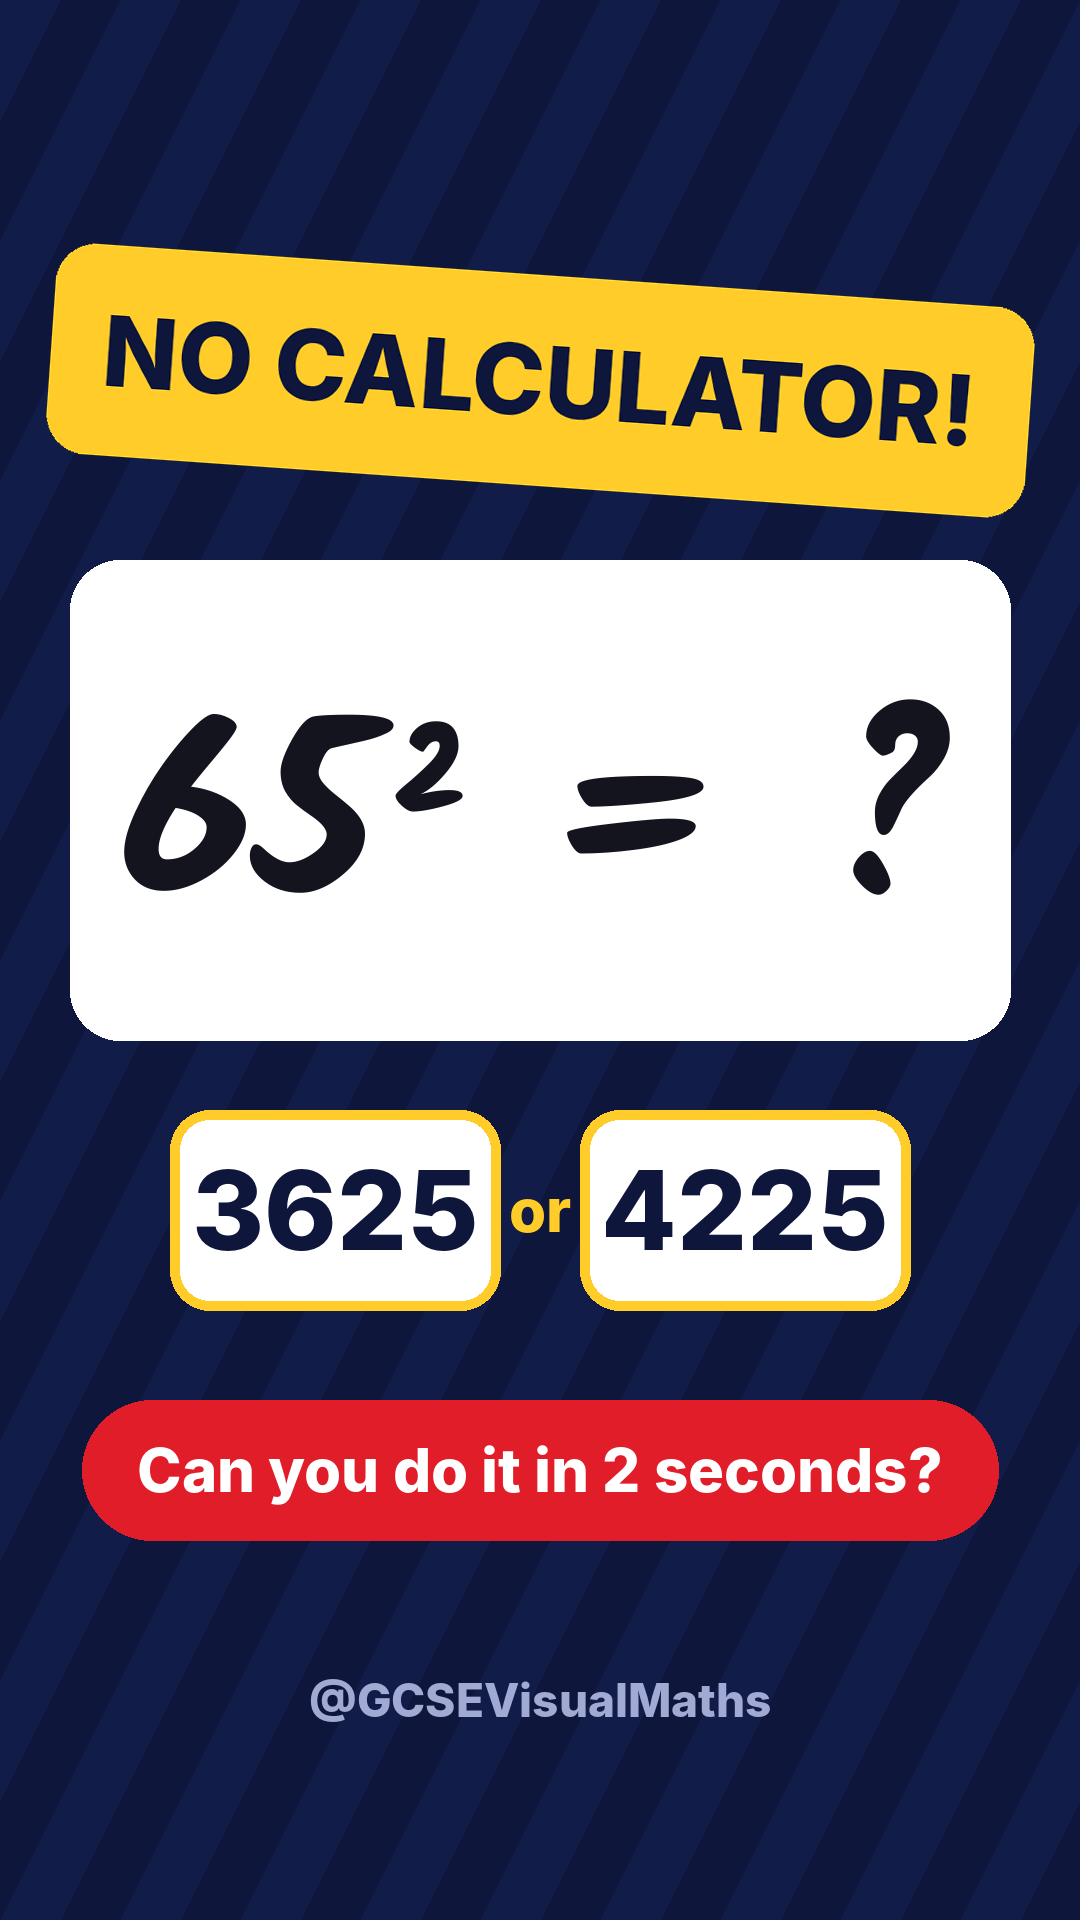 NO CALCULATOR!
65² = ?
3625 or 4225
Can you do it in 2 seconds?
@GCSEVisualMaths